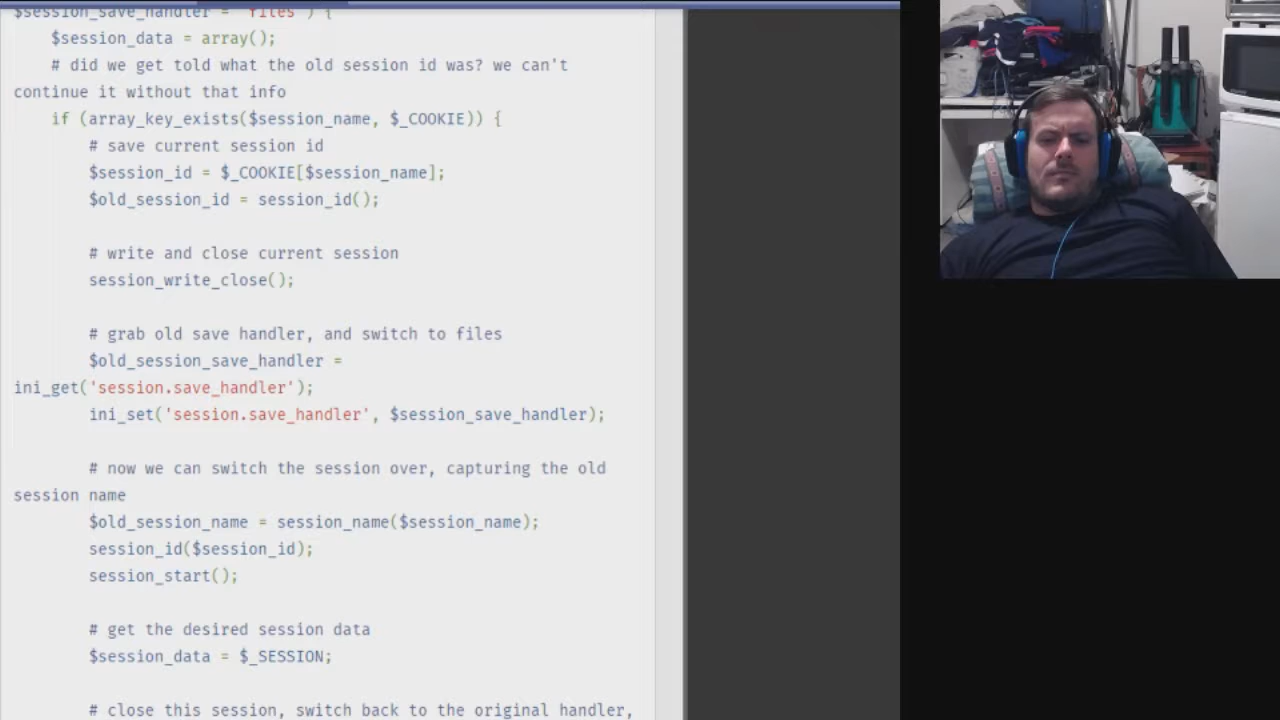 $session_save_handler = 'files') {
$session_data = array();
# did we get told what the old session id was? we can't
continue it without that info
if (array_key_exists($session_name, $_COOKIE)) {
# save current session id
$session_id = $_COOKIE[$session_name];
$old_session_id = session_id();
# write and close current session
session_write_close();
# grab old save handler, and switch to files
$old_session_save_handler =
ini_get('session.save_handler');
ini_set('session.save_handler', $session_save_handler);
# now we can switch the session over, capturing the old
session name
$old_session_name = session_name($session_name);
session_id($session_id);
session_start();
# get the desired session data
$session_data = $_SESSION;
# close this session, switch back to the original handler,